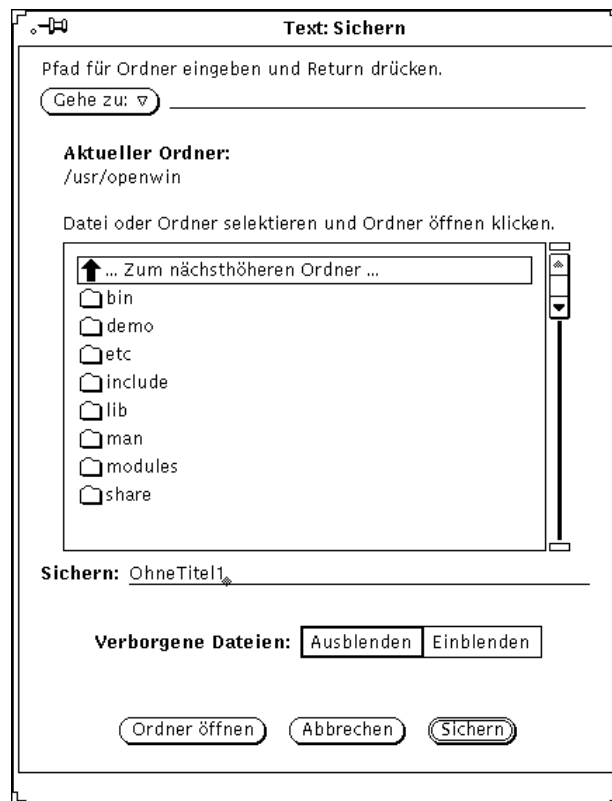 Text: Sichern
Pfad für Ordner eingeben und Return drücken.
Gehe zu:
Aktueller Ordner:
/usr/openwin
Datei oder Ordner selektieren und Ordner öffnen klicken.
... Zum nächsthöheren Ordner ...
bin
demo
etc
include
lib
man
modules
share
Sichern: OhneTitel1
Verborgene Dateien: Ausblenden Einblenden
Ordner öffnen Abbrechen Sichern